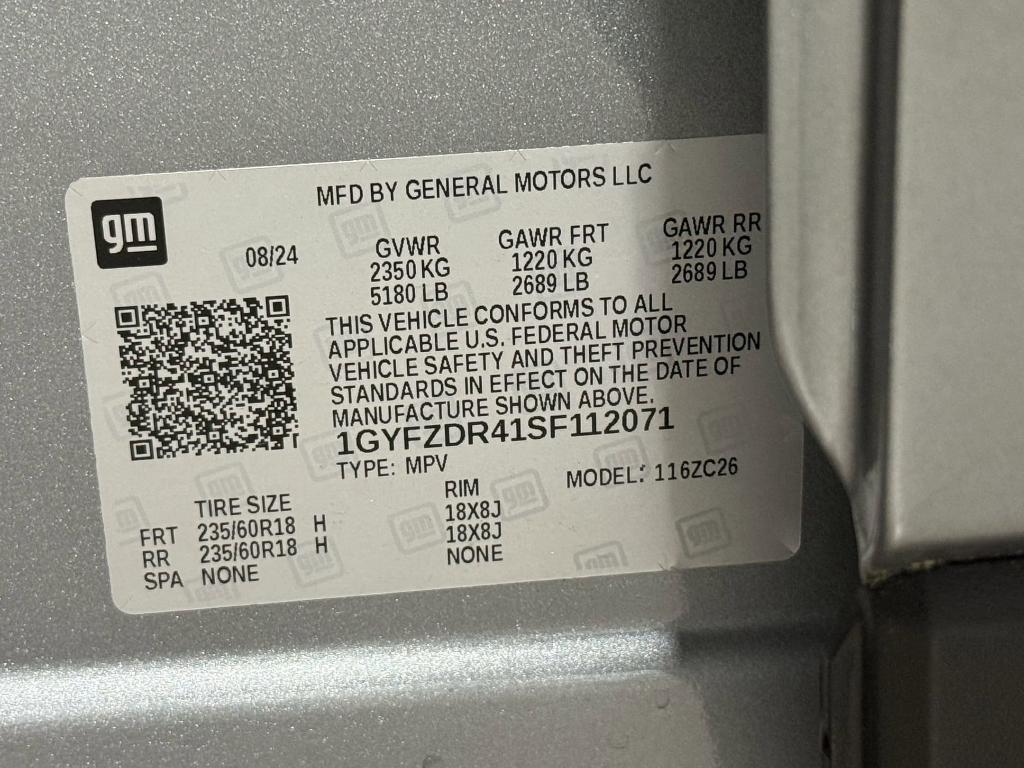 gm
MFD BY GENERAL MOTORS LLC
08/24 GVWR GAWR FRT GAWR RR
2350 KG 1220 KG 1220 KG
5180 LB 2689 LB 2689 LB
THIS VEHICLE CONFORMS TO ALL
APPLICABLE U.S. FEDERAL MOTOR
VEHICLE SAFETY AND THEFT PREVENTION
STANDARDS IN EFFECT ON THE DATE OF
MANUFACTURE SHOWN ABOVE.
1GYFZDR41SF112071
TYPE: MPV MODEL: 116ZC26
TIRE SIZE RIM
FRT 235/60R18 H 18X8J
RR 235/60R18 H 18X8J
SPA NONE NONE